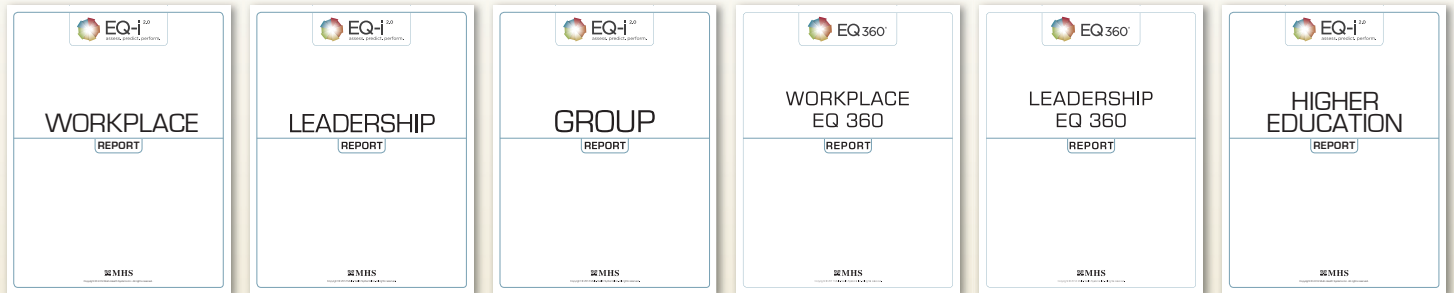 EQ-i 2.0
assess. predict. perform.
WORKPLACE
REPORT
MHS
EQ-i 2.0
assess. predict. perform.
LEADERSHIP
REPORT
MHS
EQ-i 2.0
assess. predict. perform.
GROUP
REPORT
MHS
EQ 360
WORKPLACE
EQ 360
REPORT
MHS
EQ 360
LEADERSHIP
EQ 360
REPORT
MHS
EQ-i 2.0
assess. predict. perform.
HIGHER
EDUCATION
REPORT
MHS